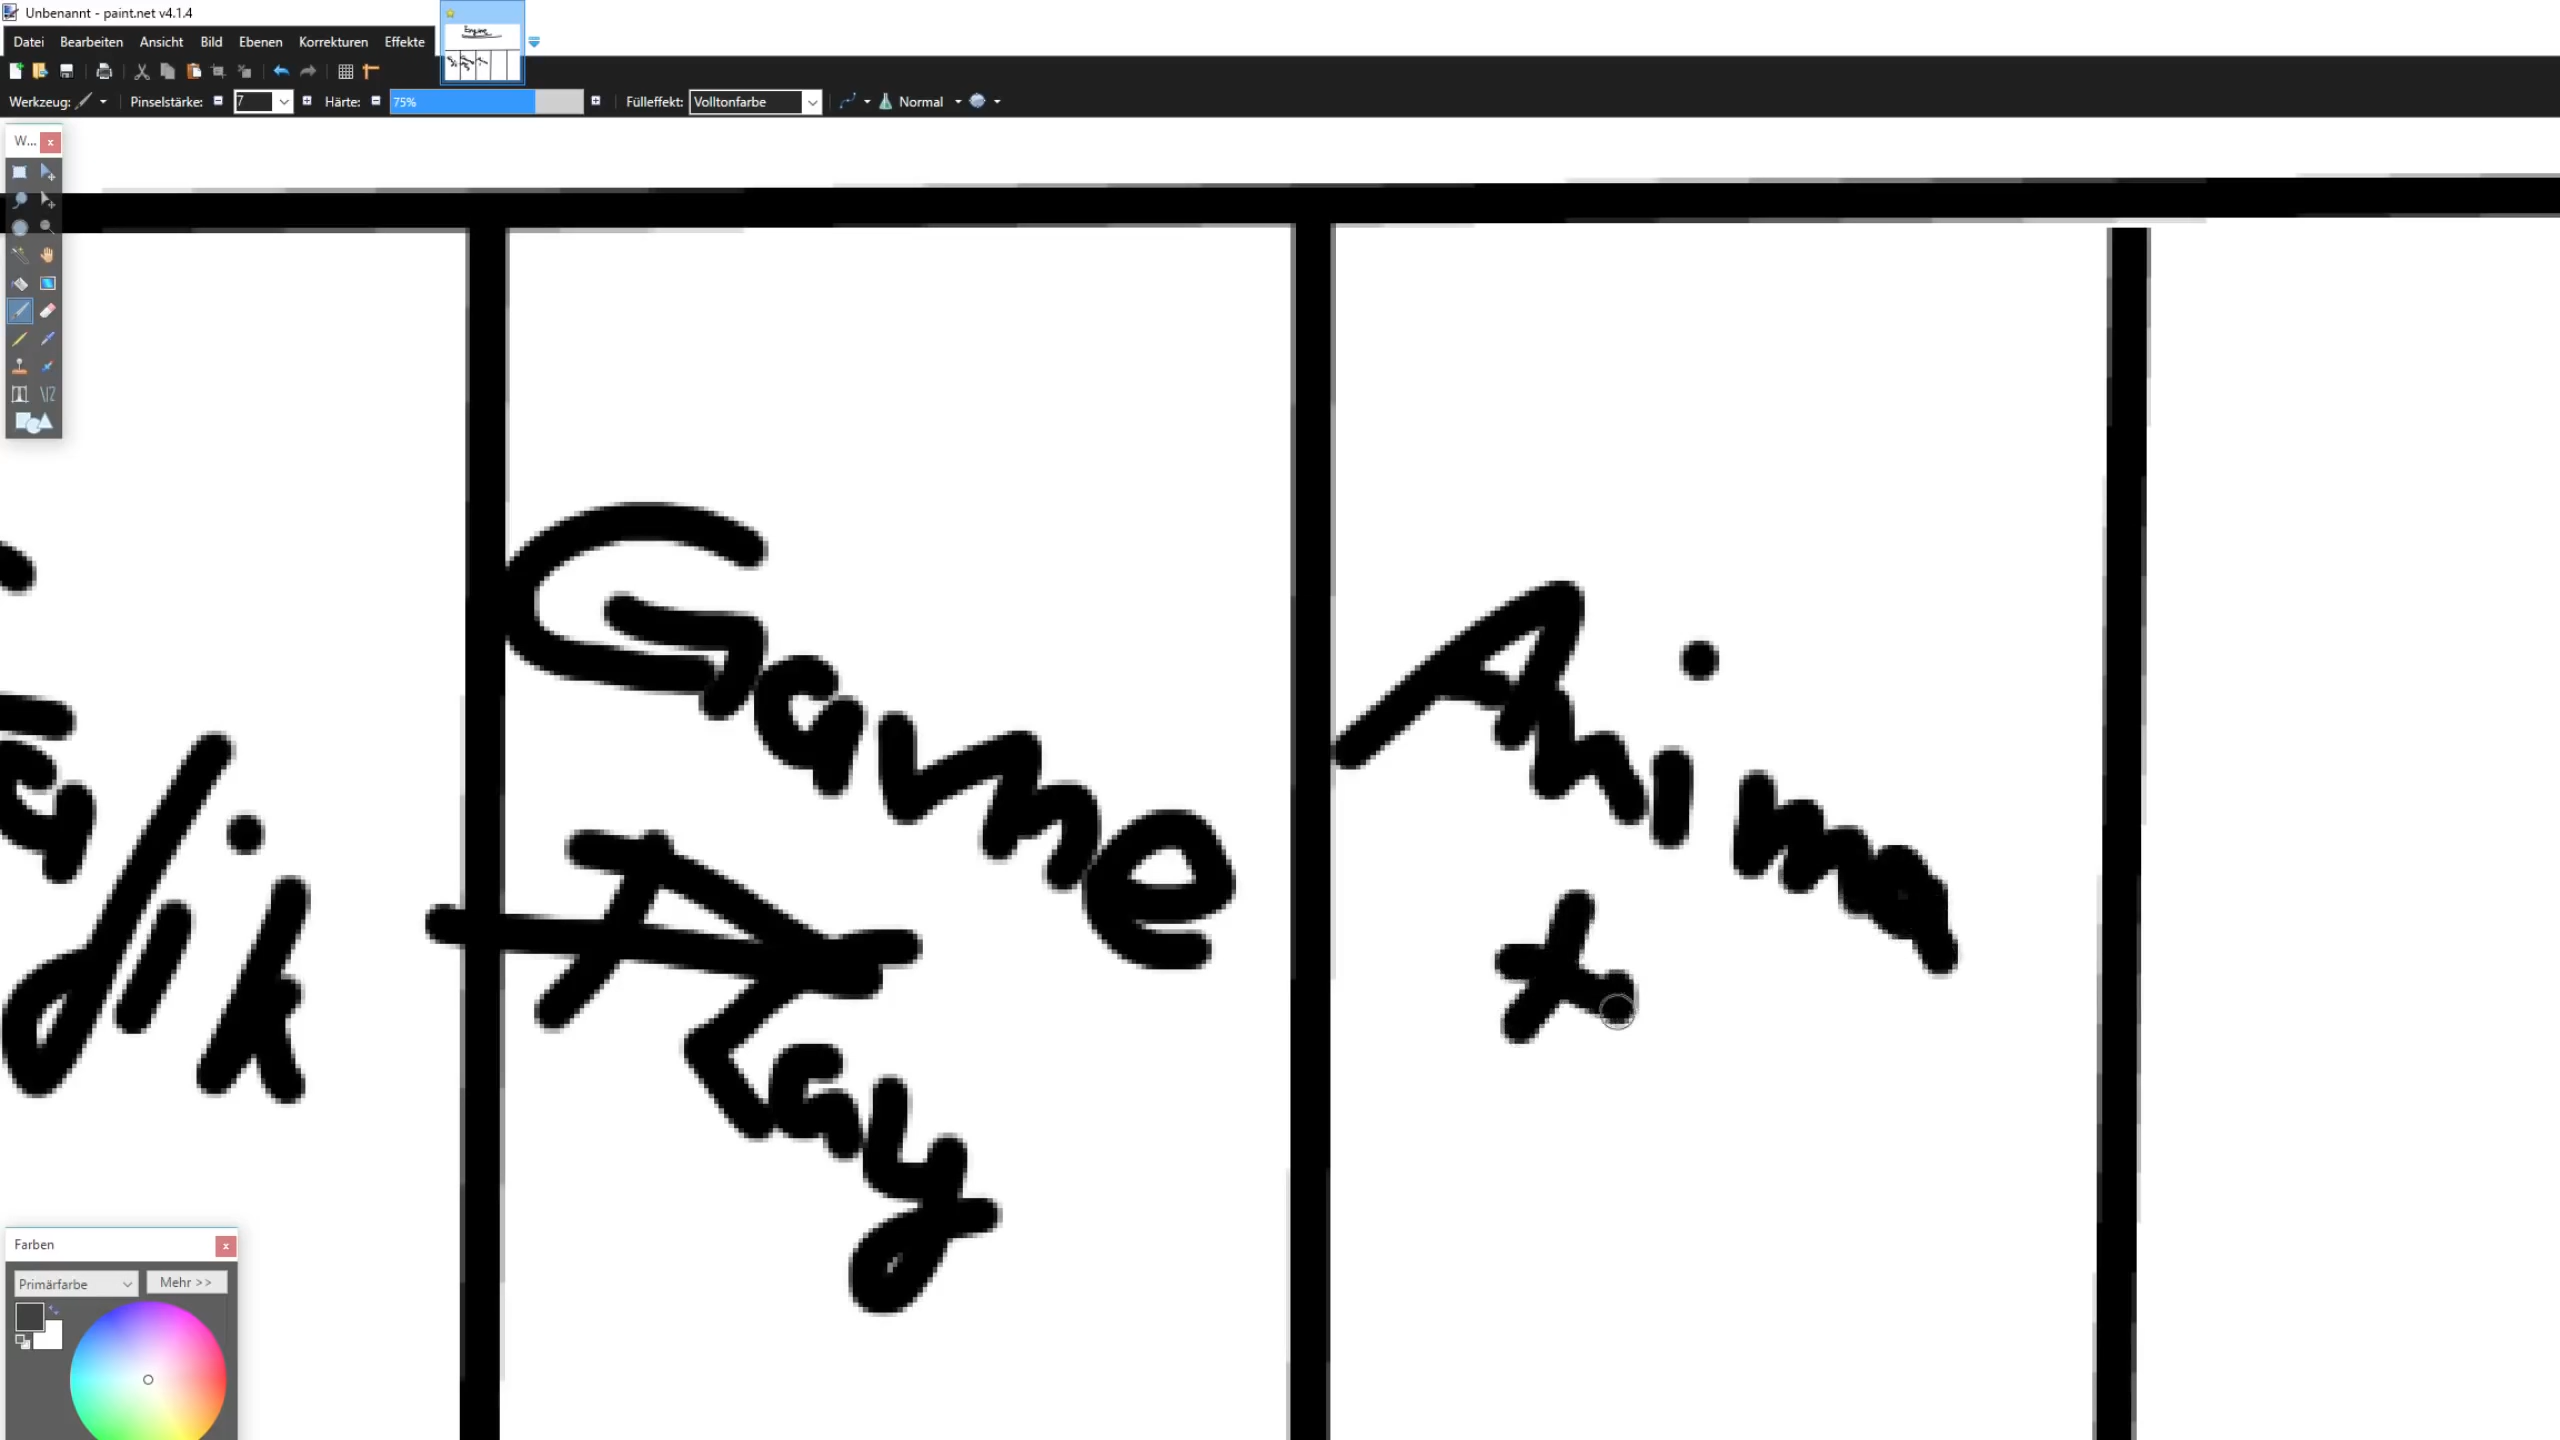 Unbenannt - paint.net v4.1.4
Datei Bearbeiten Ansicht Bild Ebenen Korrekturen Effekte
Werkzeug: Pinselstärke: 7 Härte: 75% Fülleffekt: Volltonfarbe Normal
W...
Game
Play
Anima
t
Farben
Primärfarbe Mehr >>